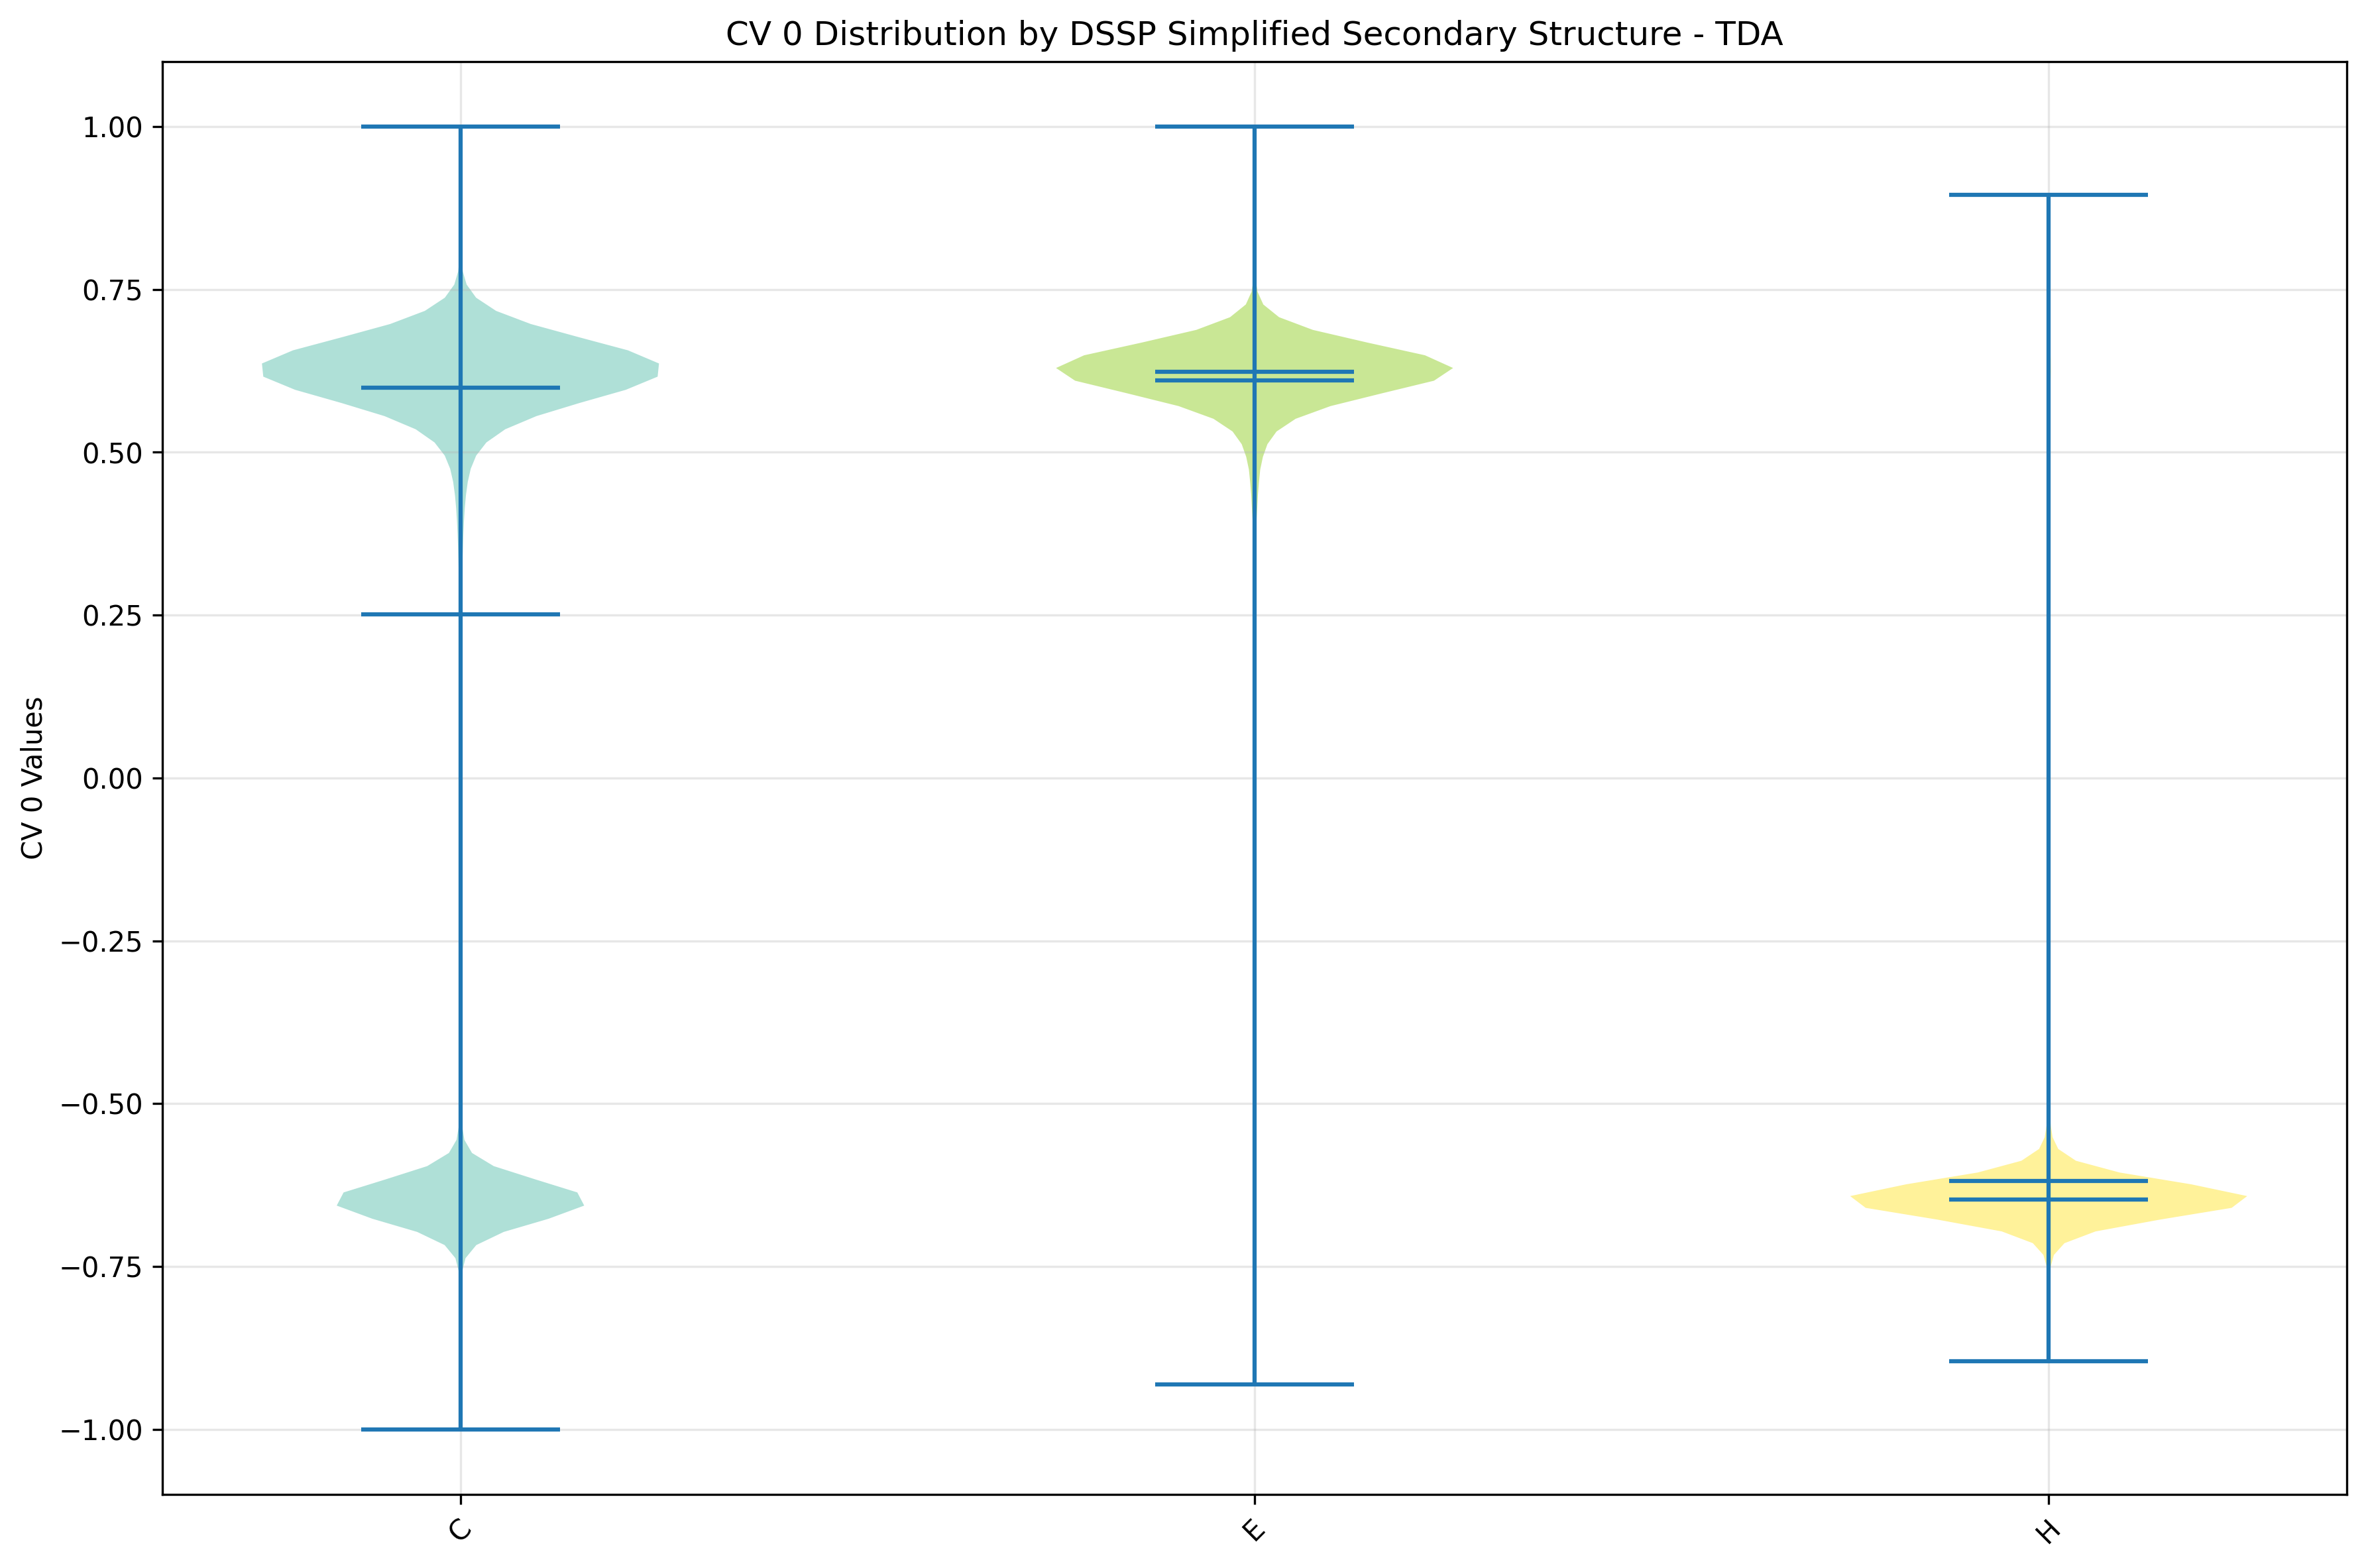 CV 0 Distribution by DSSP Simplified Secondary Structure - TDA
CV 0 Values
1.00
0.75
0.50
0.25
0.00
−0.25
−0.50
−0.75
−1.00
C
E
H